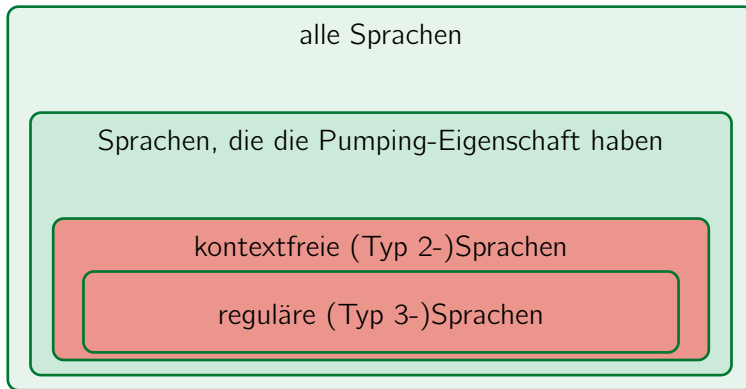 alle Sprachen
Sprachen, die die Pumping-Eigenschaft haben
kontextfreie (Typ 2-)Sprachen
reguläre (Typ 3-)Sprachen